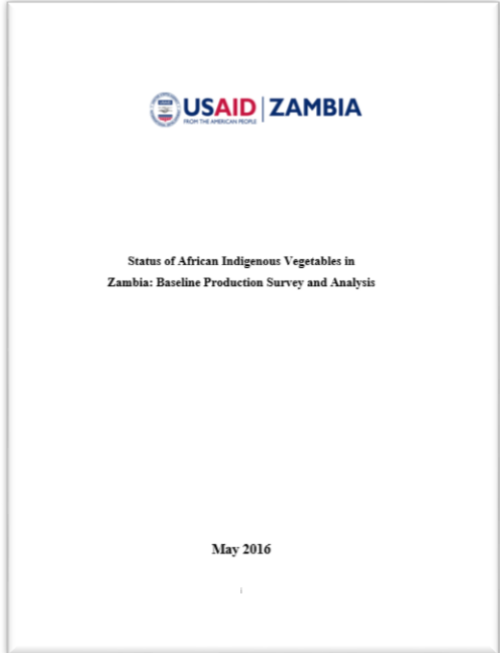 USAID | ZAMBIA
FROM THE AMERICAN PEOPLE
Status of African Indigenous Vegetables in
Zambia: Baseline Production Survey and Analysis
May 2016
i